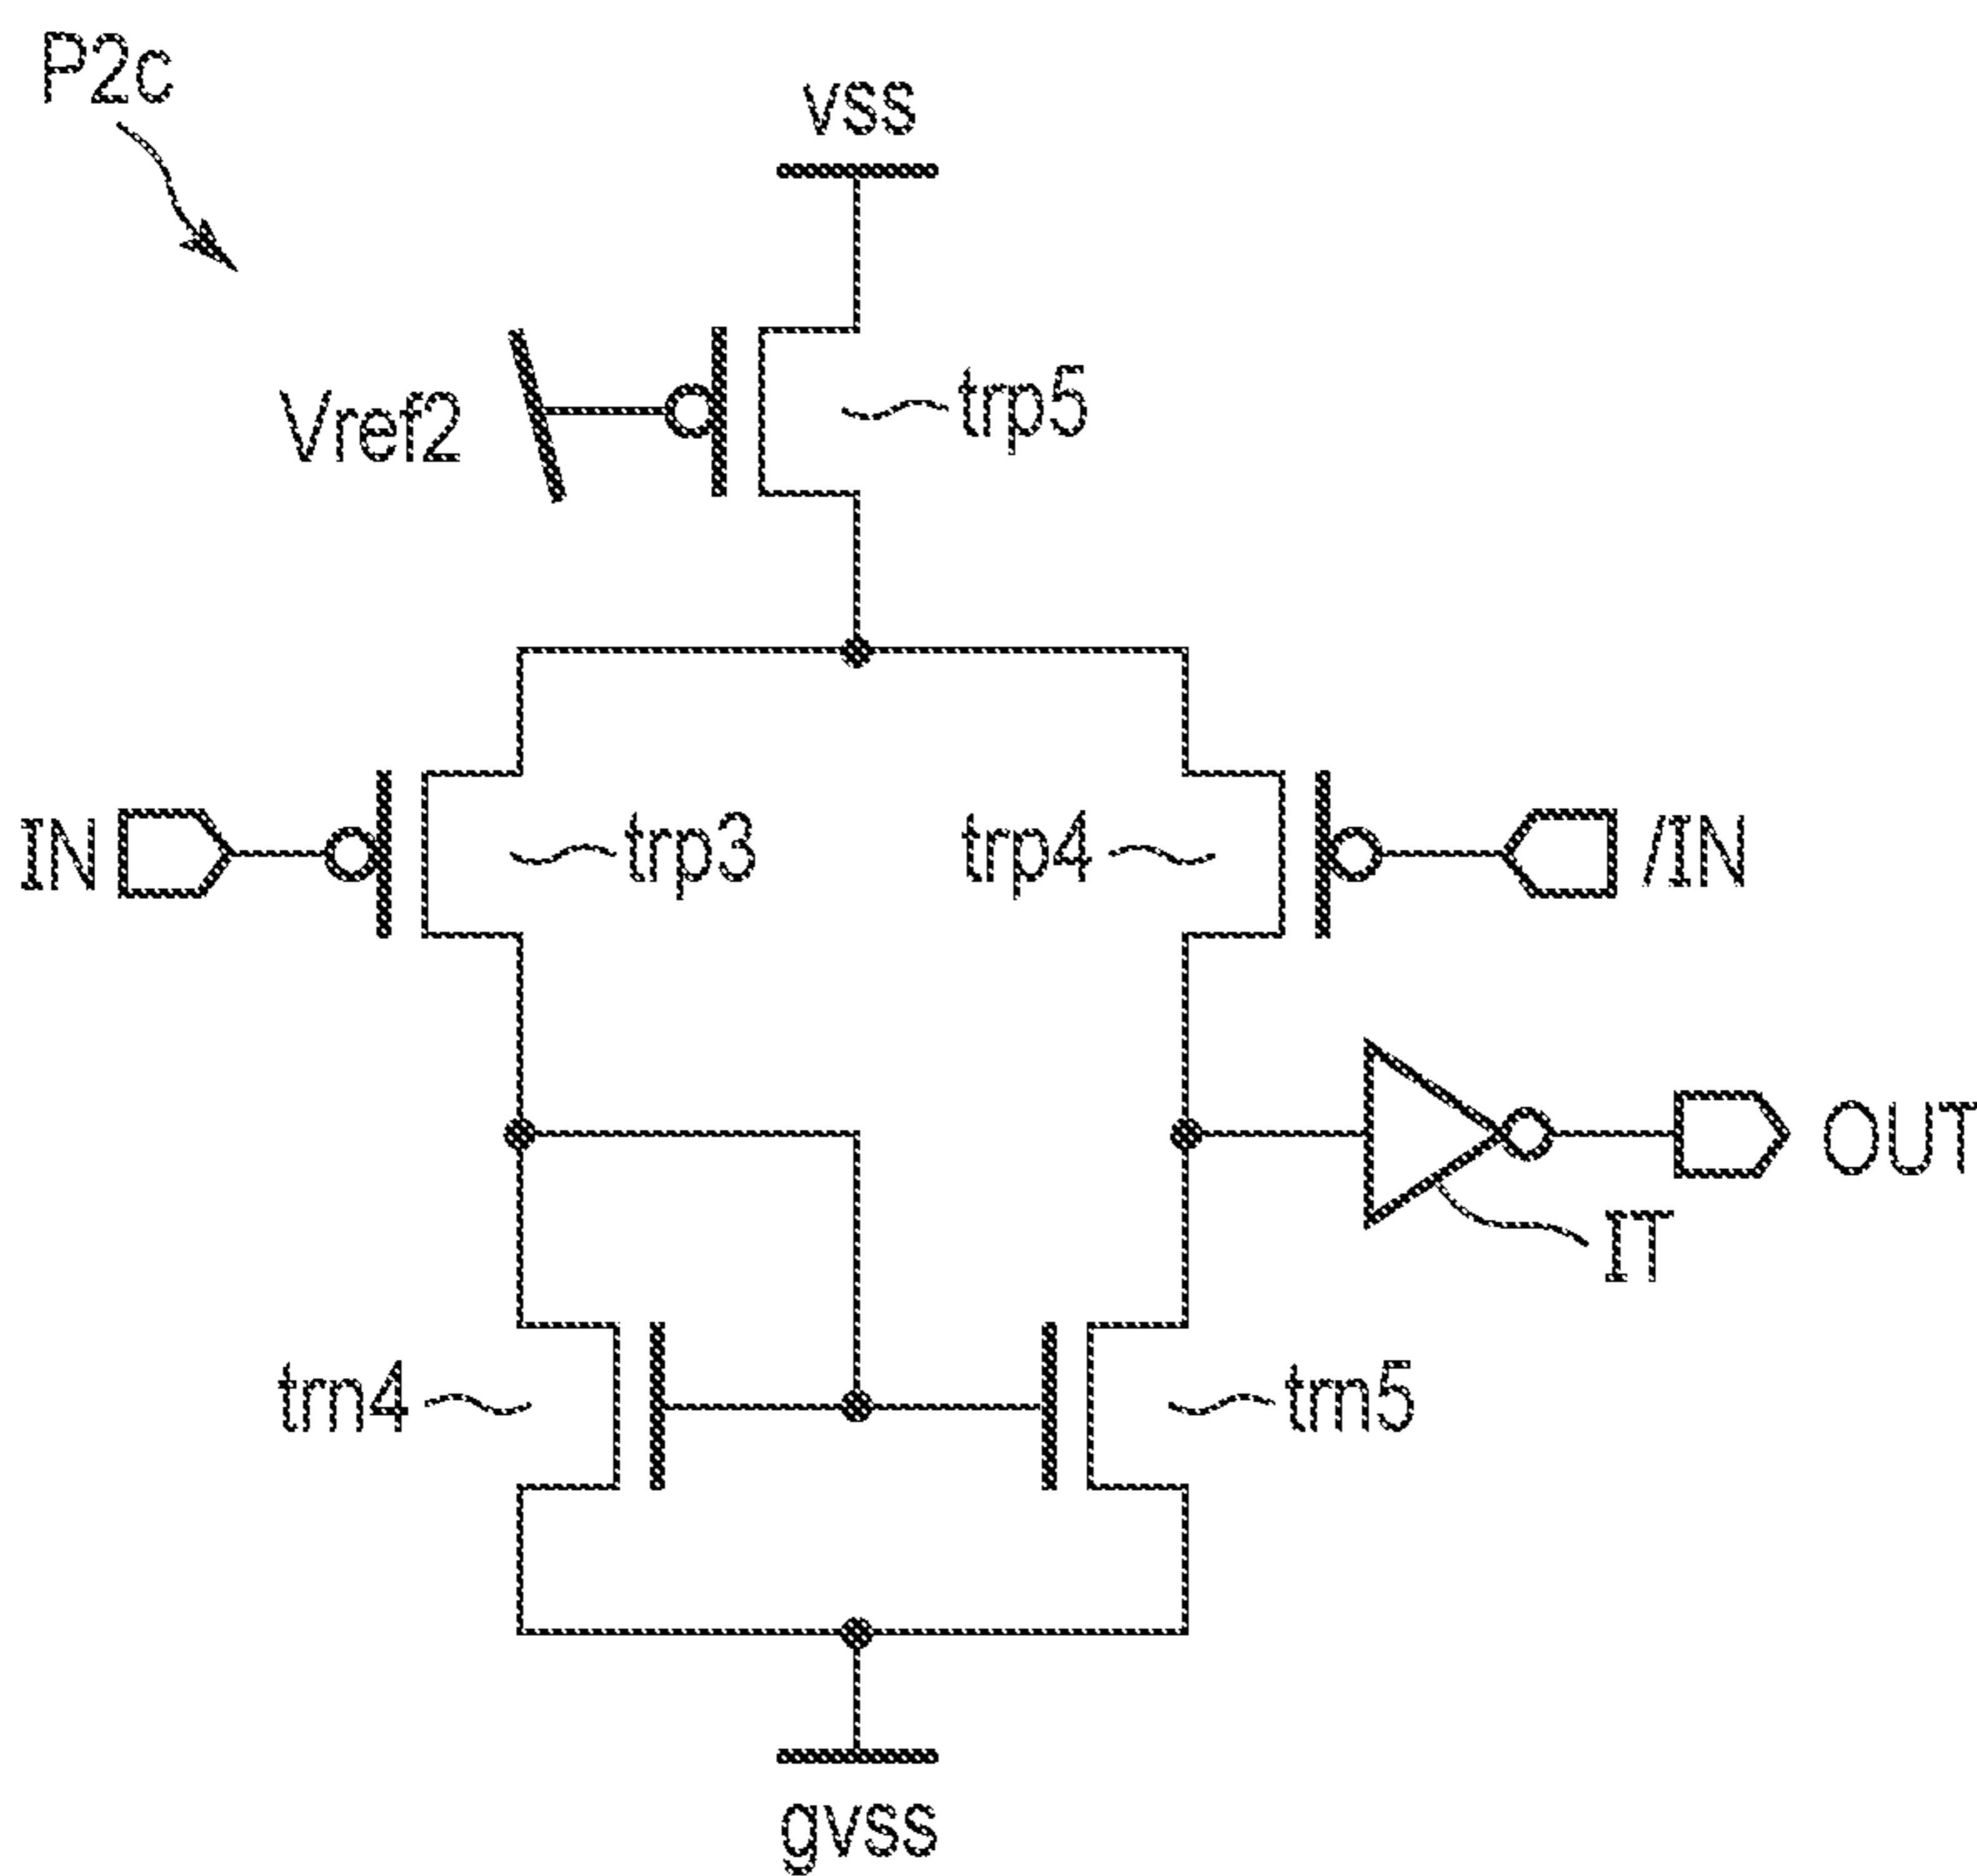 P2c
vss
Vref2
trp5
IN
trp3
trp4
/IN
OUT
IT
trn4
trn5
gvss